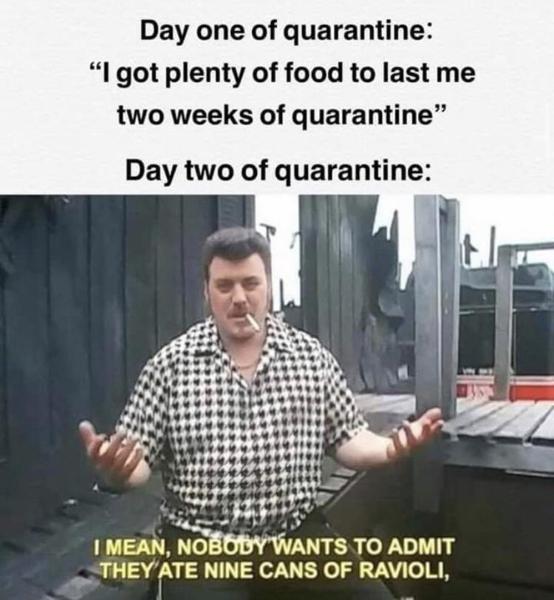 Day one of quarantine:
“I got plenty of food to last me
two weeks of quarantine”
Day two of quarantine:
I MEAN, NOBODY WANTS TO ADMIT
THEY ATE NINE CANS OF RAVIOLI,